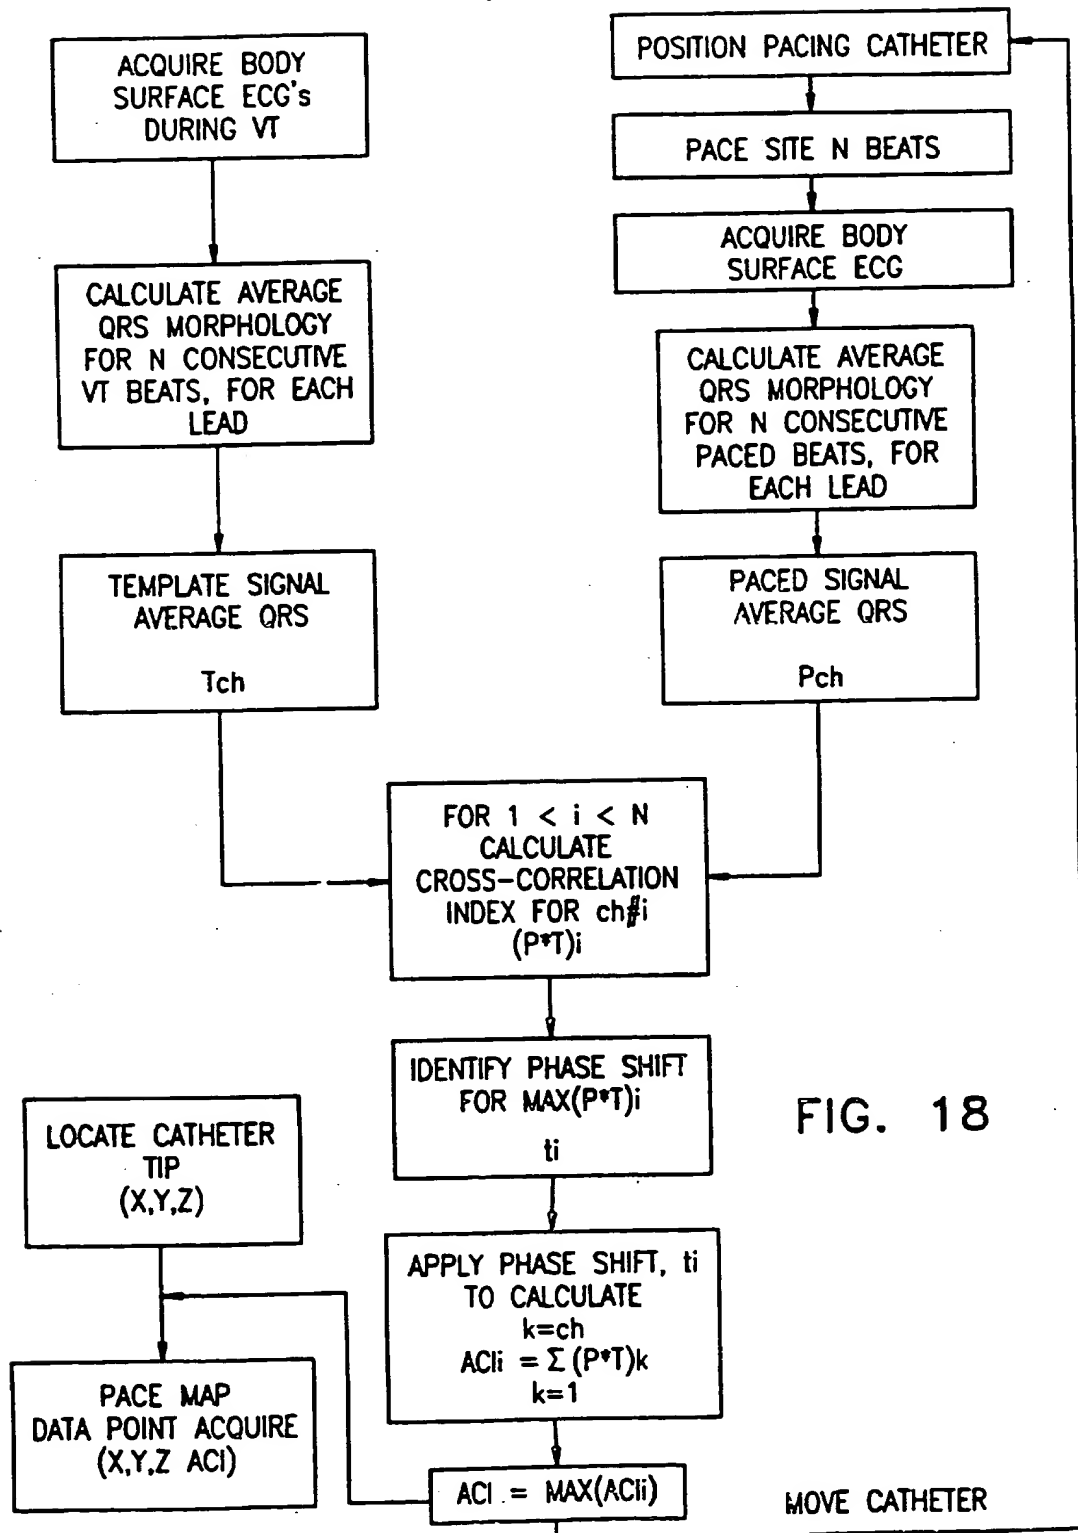 ACQUIRE BODY
SURFACE ECG's
DURING VT
CALCULATE AVERAGE
QRS MORPHOLOGY
FOR N CONSECUTIVE
VT BEATS, FOR EACH
LEAD
TEMPLATE SIGNAL
AVERAGE QRS
Tch
POSITION PACING CATHETER
PACE SITE N BEATS
ACQUIRE BODY
SURFACE ECG
CALCULATE AVERAGE
QRS MORPHOLOGY
FOR N CONSECUTIVE
PACED BEATS, FOR
EACH LEAD
PACED SIGNAL
AVERAGE QRS
Pch
FOR 1 < i < N
CALCULATE
CROSS-CORRELATION
INDEX FOR ch#i
(P*T)i
IDENTIFY PHASE SHIFT
FOR MAX(P*T)i
ti
FIG. 18
LOCATE CATHETER
TIP
(X,Y,Z)
APPLY PHASE SHIFT, ti
TO CALCULATE
k=ch
ACIi = Σ (P*T)k
k=1
PACE MAP
DATA POINT ACQUIRE
(X,Y,Z ACI)
ACI = MAX(ACIi)
MOVE CATHETER